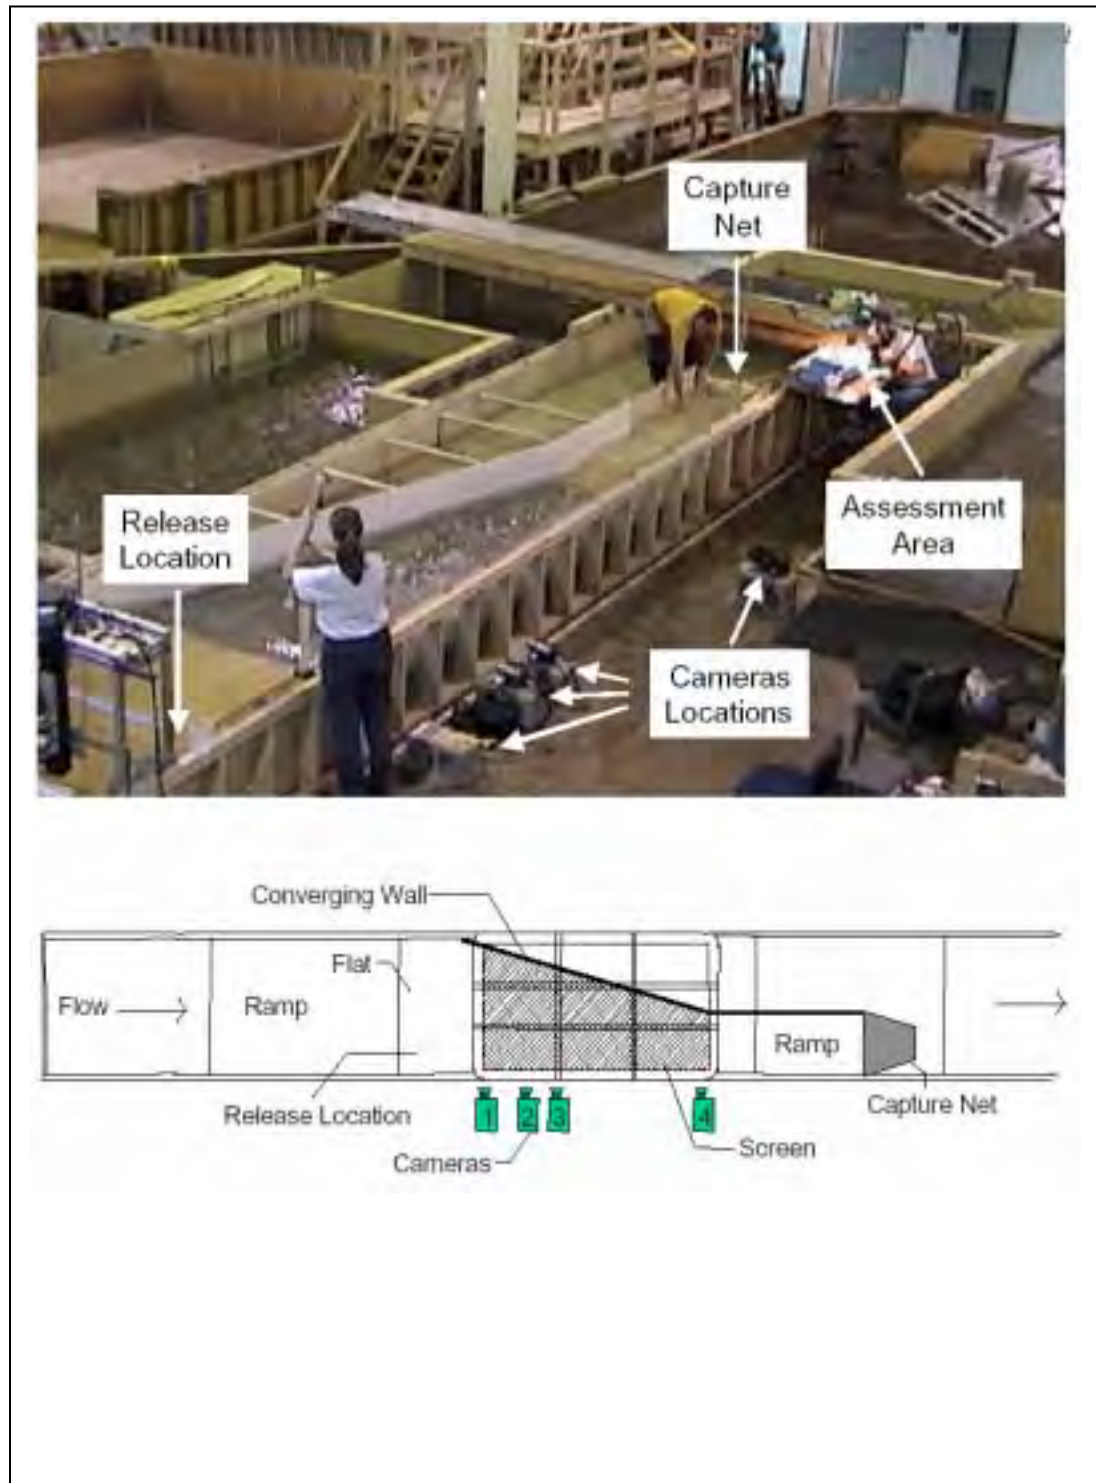 Capture
Net
Release
Location
Assessment
Area
Cameras
Locations
Converging Wall
Flat
Flow
Ramp
Ramp
Release Location
Capture Net
1
2
3
4
Cameras
Screen